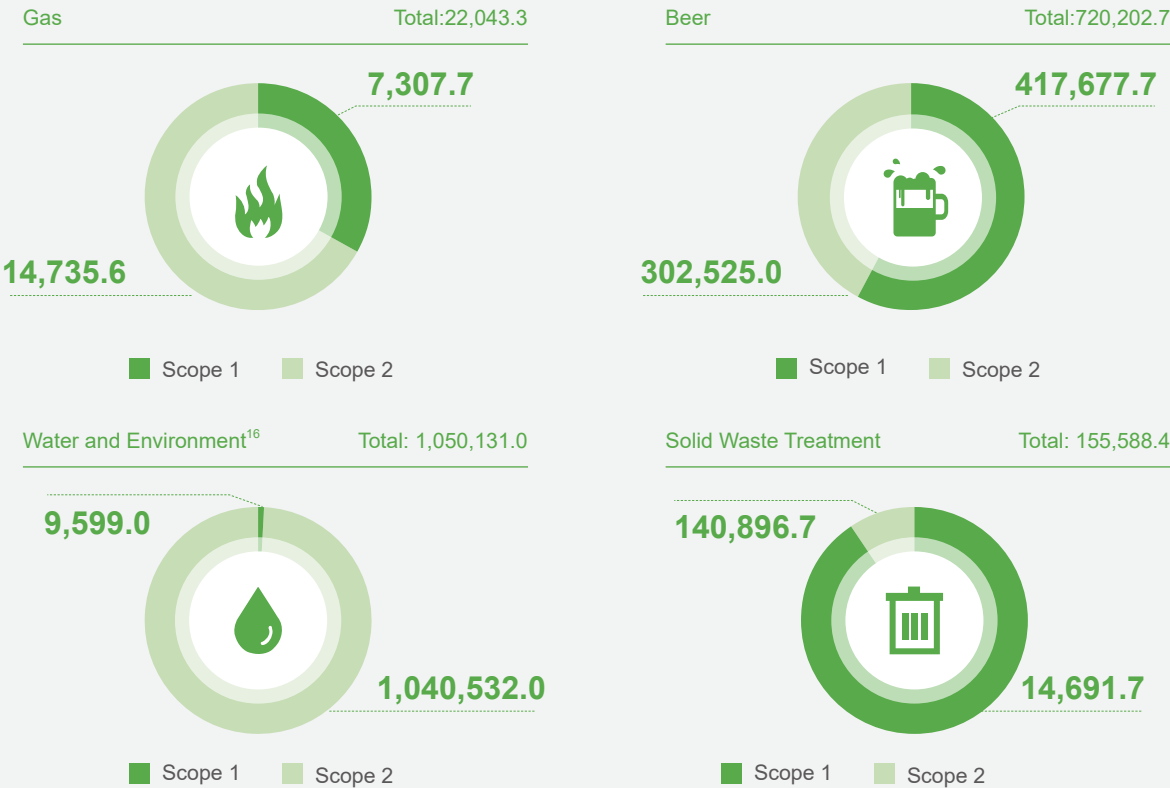 Gas Total:22,043.3
7,307.7
14,735.6
Scope 1 Scope 2
Beer Total:720,202.7
417,677.7
302,525.0
Scope 1 Scope 2
Water and Environment16 Total: 1,050,131.0
9,599.0
1,040,532.0
Scope 1 Scope 2
Solid Waste Treatment Total: 155,588.4
140,896.7
14,691.7
Scope 1 Scope 2